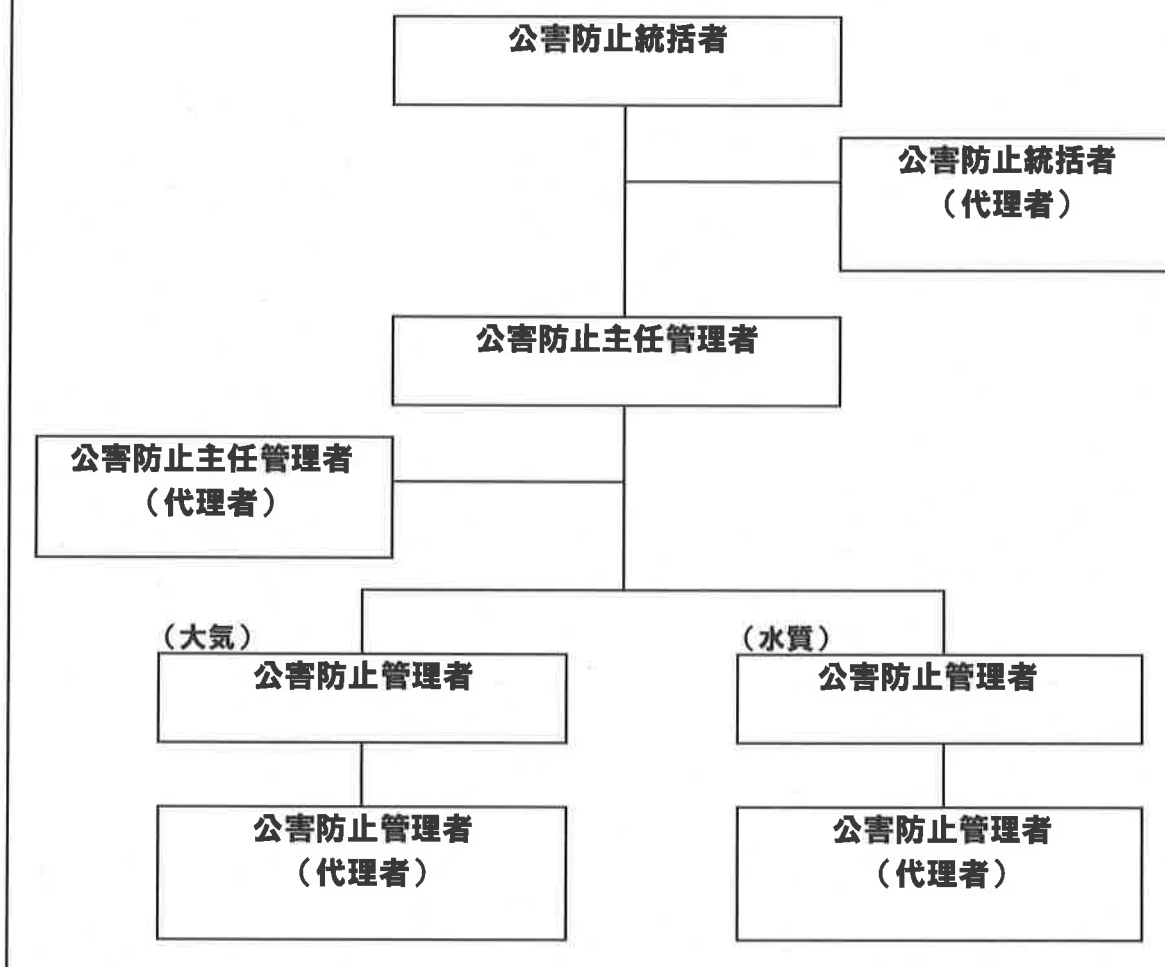 公害防止統括者
公害防止統括者
（代理者）
公害防止主任管理者
公害防止主任管理者
（代理者）
（大気）
公害防止管理者
公害防止管理者
（代理者）
（水質）
公害防止管理者
公害防止管理者
（代理者）